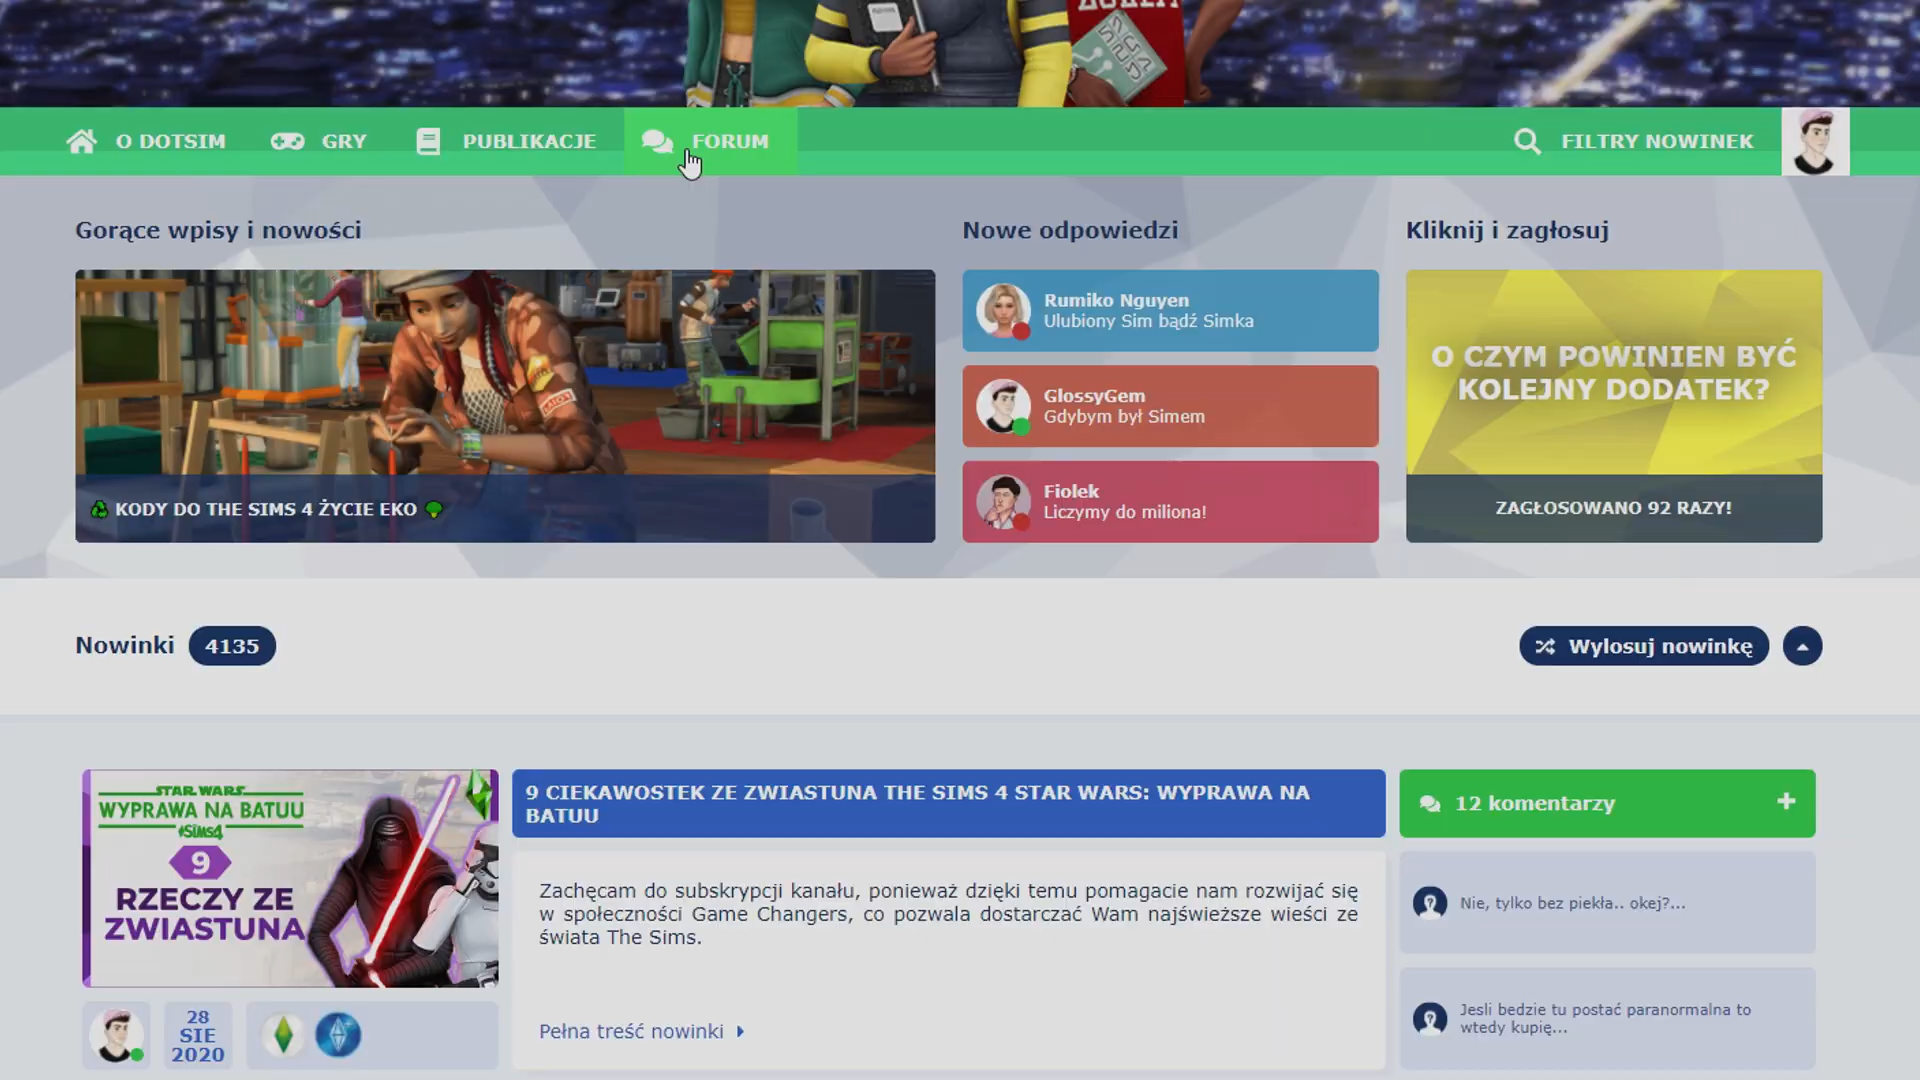 O DOTSIM
GRY
PUBLIKACJE
FORUM
FILTRY NOWINEK
Gorące wpisy i nowości
Nowe odpowiedzi
Kliknij i zagłosuj
KODY DO THE SIMS 4 ŻYCIE EKO
Rumiko Nguyen
Ulubiony Sim bądź Simka
GlossyGem
Gdybym był Simem
Fiolek
Liczymy do miliona!
O CZYM POWINIEN BYĆ
KOLEJNY DODATEK?
ZAGŁOSOWANO 92 RAZY!
Nowinki
4135
Wylosuj nowinkę
STAR WARS
WYPRAWA NA BATUU
SIMS4
9
RZECZY ZE
ZWIASTUNA
28
SIE
2020
9 CIEKAWOSTEK ZE ZWIASTUNA THE SIMS 4 STAR WARS: WYPRAWA NA
BATUU
Zachęcam do subskrypcji kanału, ponieważ dzięki temu pomagacie nam rozwijać się
w społeczności Game Changers, co pozwala dostarczać Wam najświeższe wieści ze
świata The Sims.
Pełna treść nowinki
12 komentarzy
Nie, tylko bez piekła.. okej?...
Jesli bedzie tu postać paranormalna to
wtedy kupię...